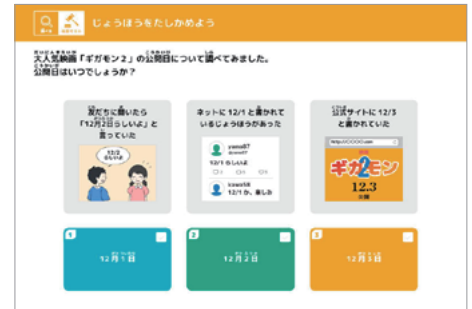 じょうほうをたしかめよう
大人気映画「ギガモン2」の公開日について調べてみました。
公開日はいつでしょうか?
友だちに聞いたら
「12月2日らしいよ」と
言っていた
12/2
らしいよ
ネットに 12/1 と書かれて
いるじょうほうがあった
yama87
12/1 らしいよ
12/1 か、楽しみ
公式サイトに 12/3
と書かれていた
ギガモン
2
12.3
公開
1
12月1日
2
12月2日
3
12月3日